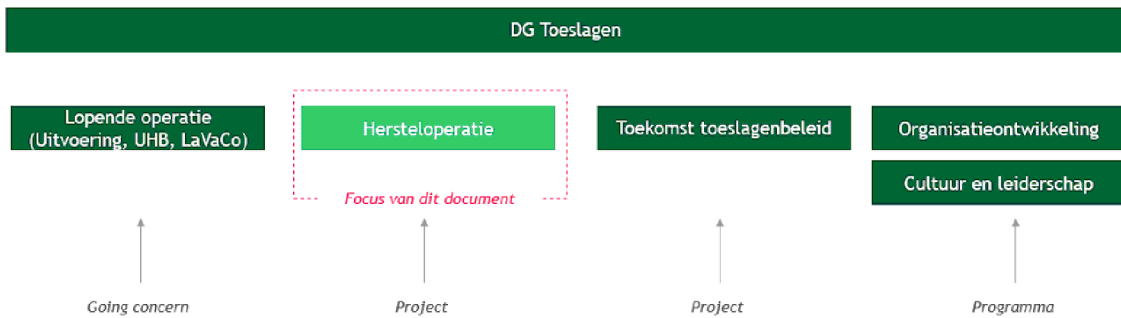 DG Toeslagen
Lopende operatie
(Uitvoering, UHB, LaVaCo)
Hersteloperatie
Focus van dit document
Toekomst toeslagenbeleid
Organisatieontwikkeling
Cultuur en leiderschap
Going concern
Project
Project
Programma